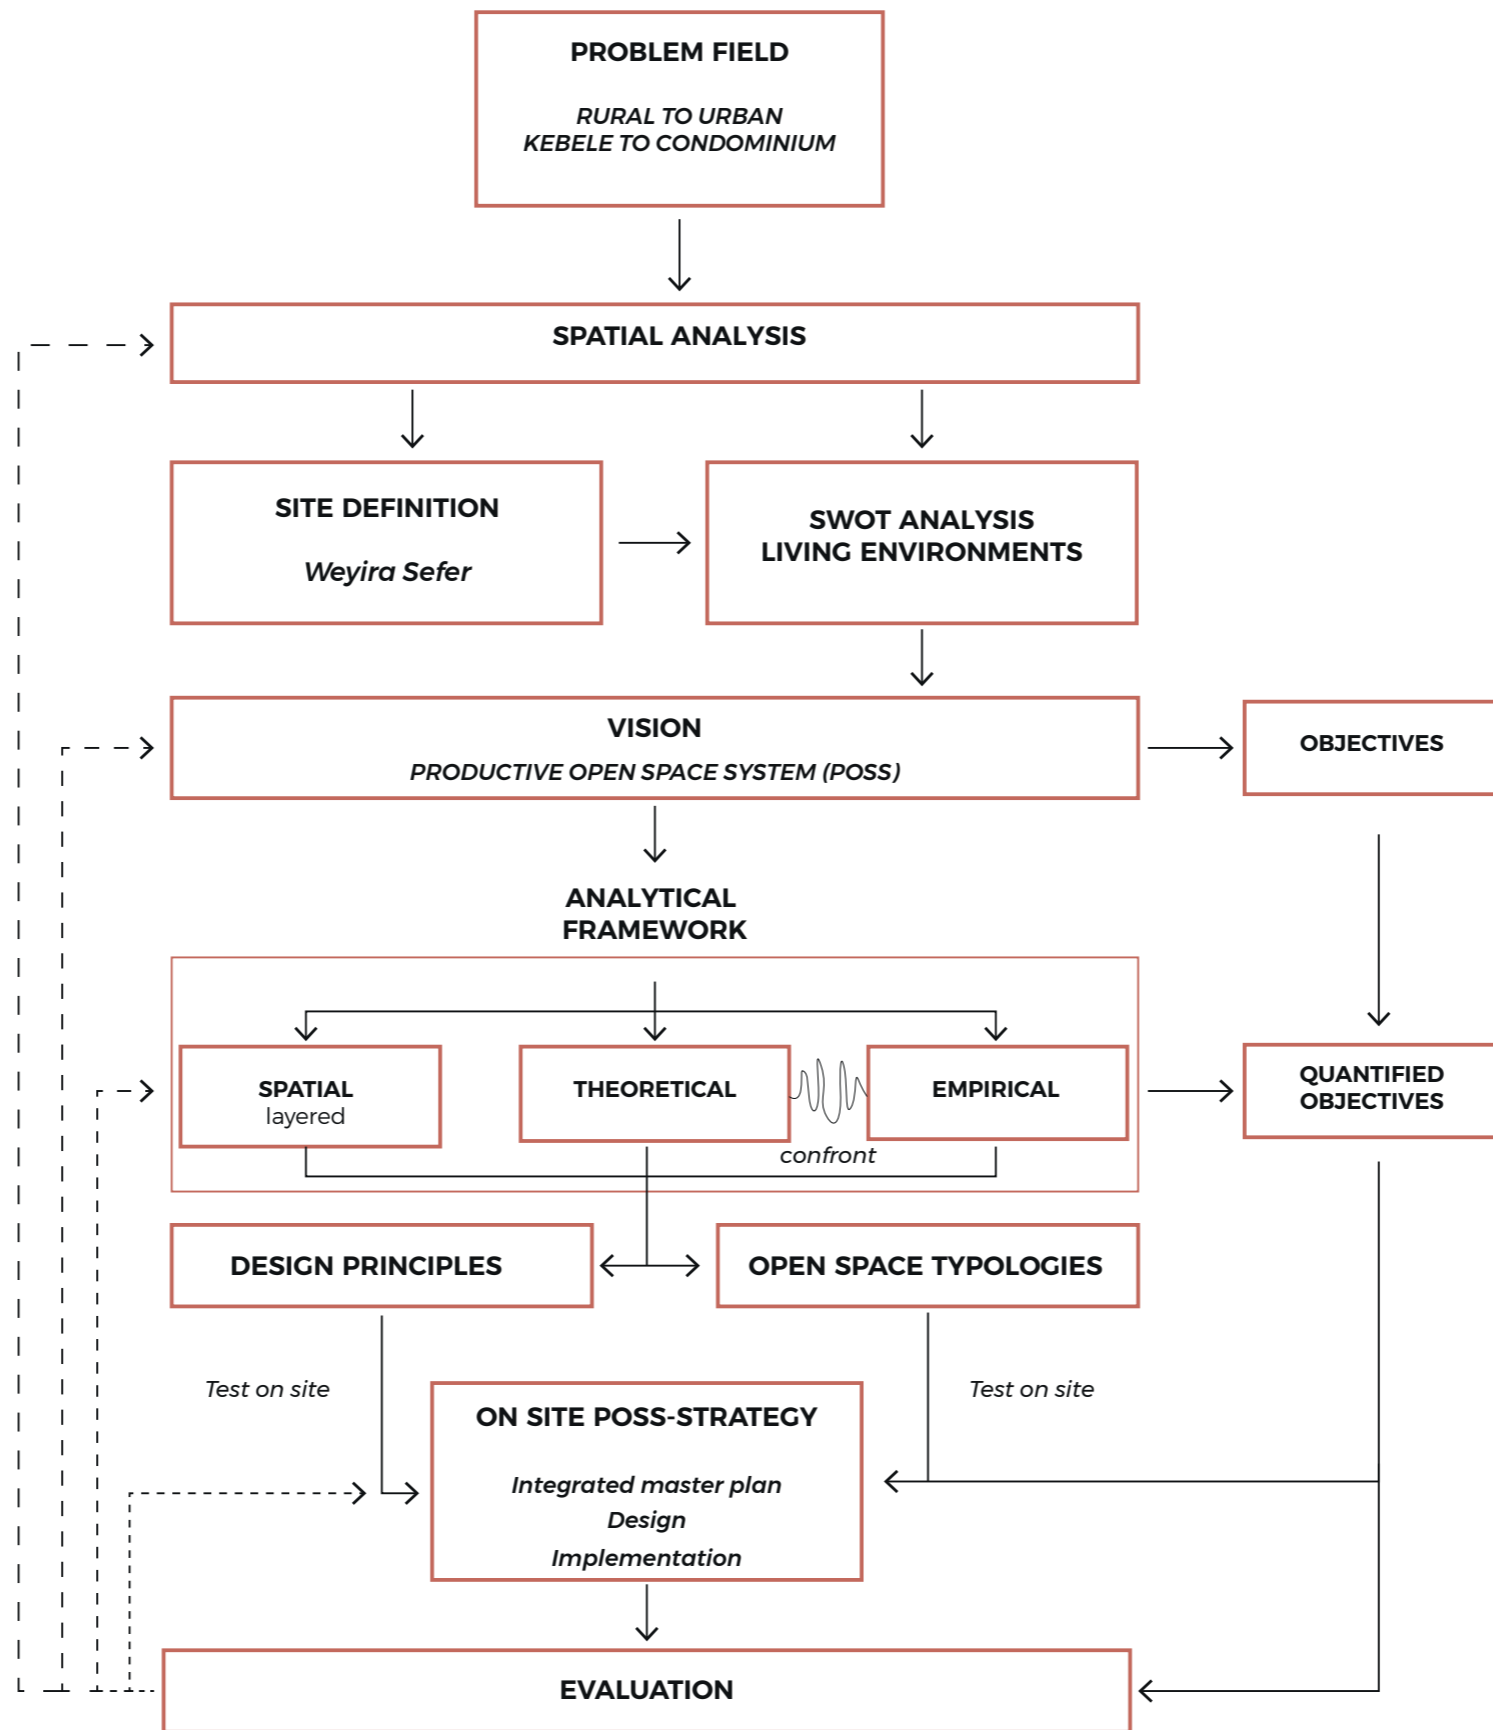 PROBLEM FIELD
RURAL TO URBAN
KEBELE TO CONDOMINIUM
SPATIAL ANALYSIS
SITE DEFINITION
Weyira Sefer
SWOT ANALYSIS
LIVING ENVIRONMENTS
VISION
PRODUCTIVE OPEN SPACE SYSTEM (POSS)
OBJECTIVES
ANALYTICAL
FRAMEWORK
SPATIAL
layered
THEORETICAL
EMPIRICAL
confront
QUANTIFIED
OBJECTIVES
DESIGN PRINCIPLES
OPEN SPACE TYPOLOGIES
Test on site
Test on site
ON SITE POSS-STRATEGY
Integrated master plan
Design
Implementation
EVALUATION